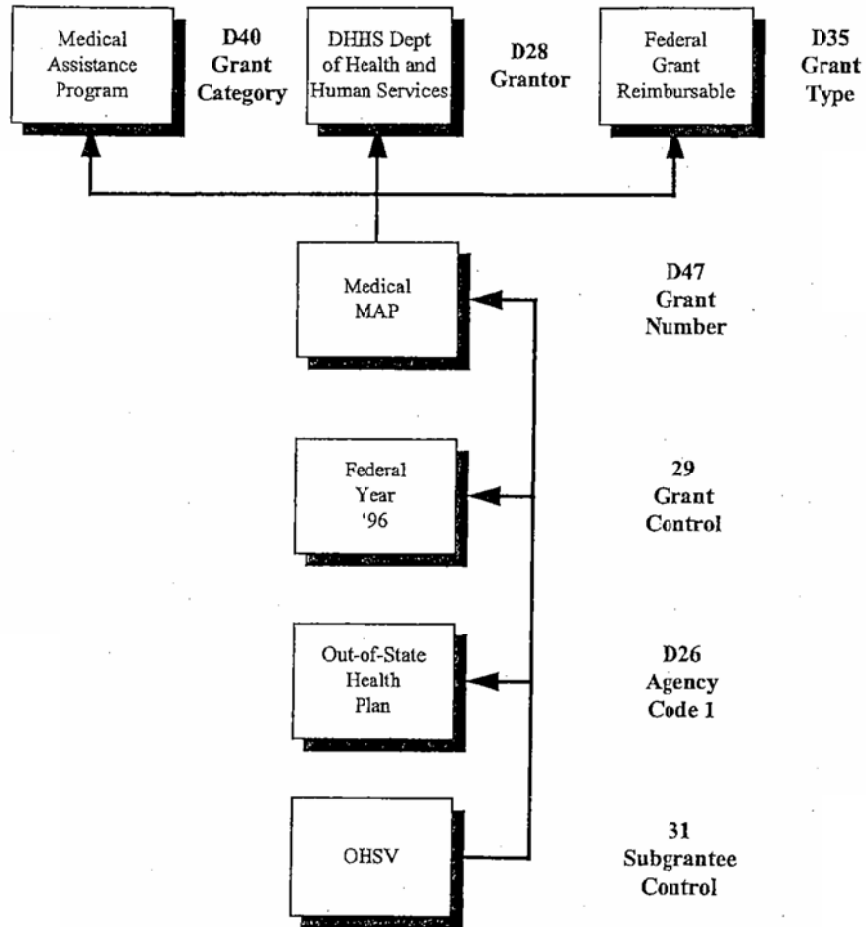 Medical
Assistance
Program
D40
Grant
Category
DHHS Dept
of Health and
Human Services
D28
Grantor
Federal
Grant
Reimbursable
D35
Grant
Type
Medical
MAP
D47
Grant
Number
Federal
Year
'96
29
Grant
Control
Out-of-State
Health
Plan
D26
Agency
Code 1
OHSV
31
Subgrantee
Control